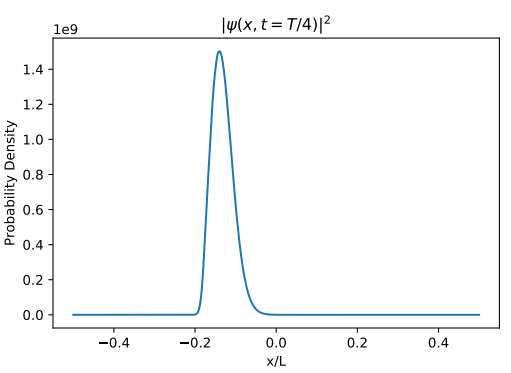 |ψ(x, t = T/4)|²
1e9
Probability Density
1.4
1.2
1.0
0.8
0.6
0.4
0.2
0.0
−0.4 −0.2 0.0 0.2 0.4
x/L